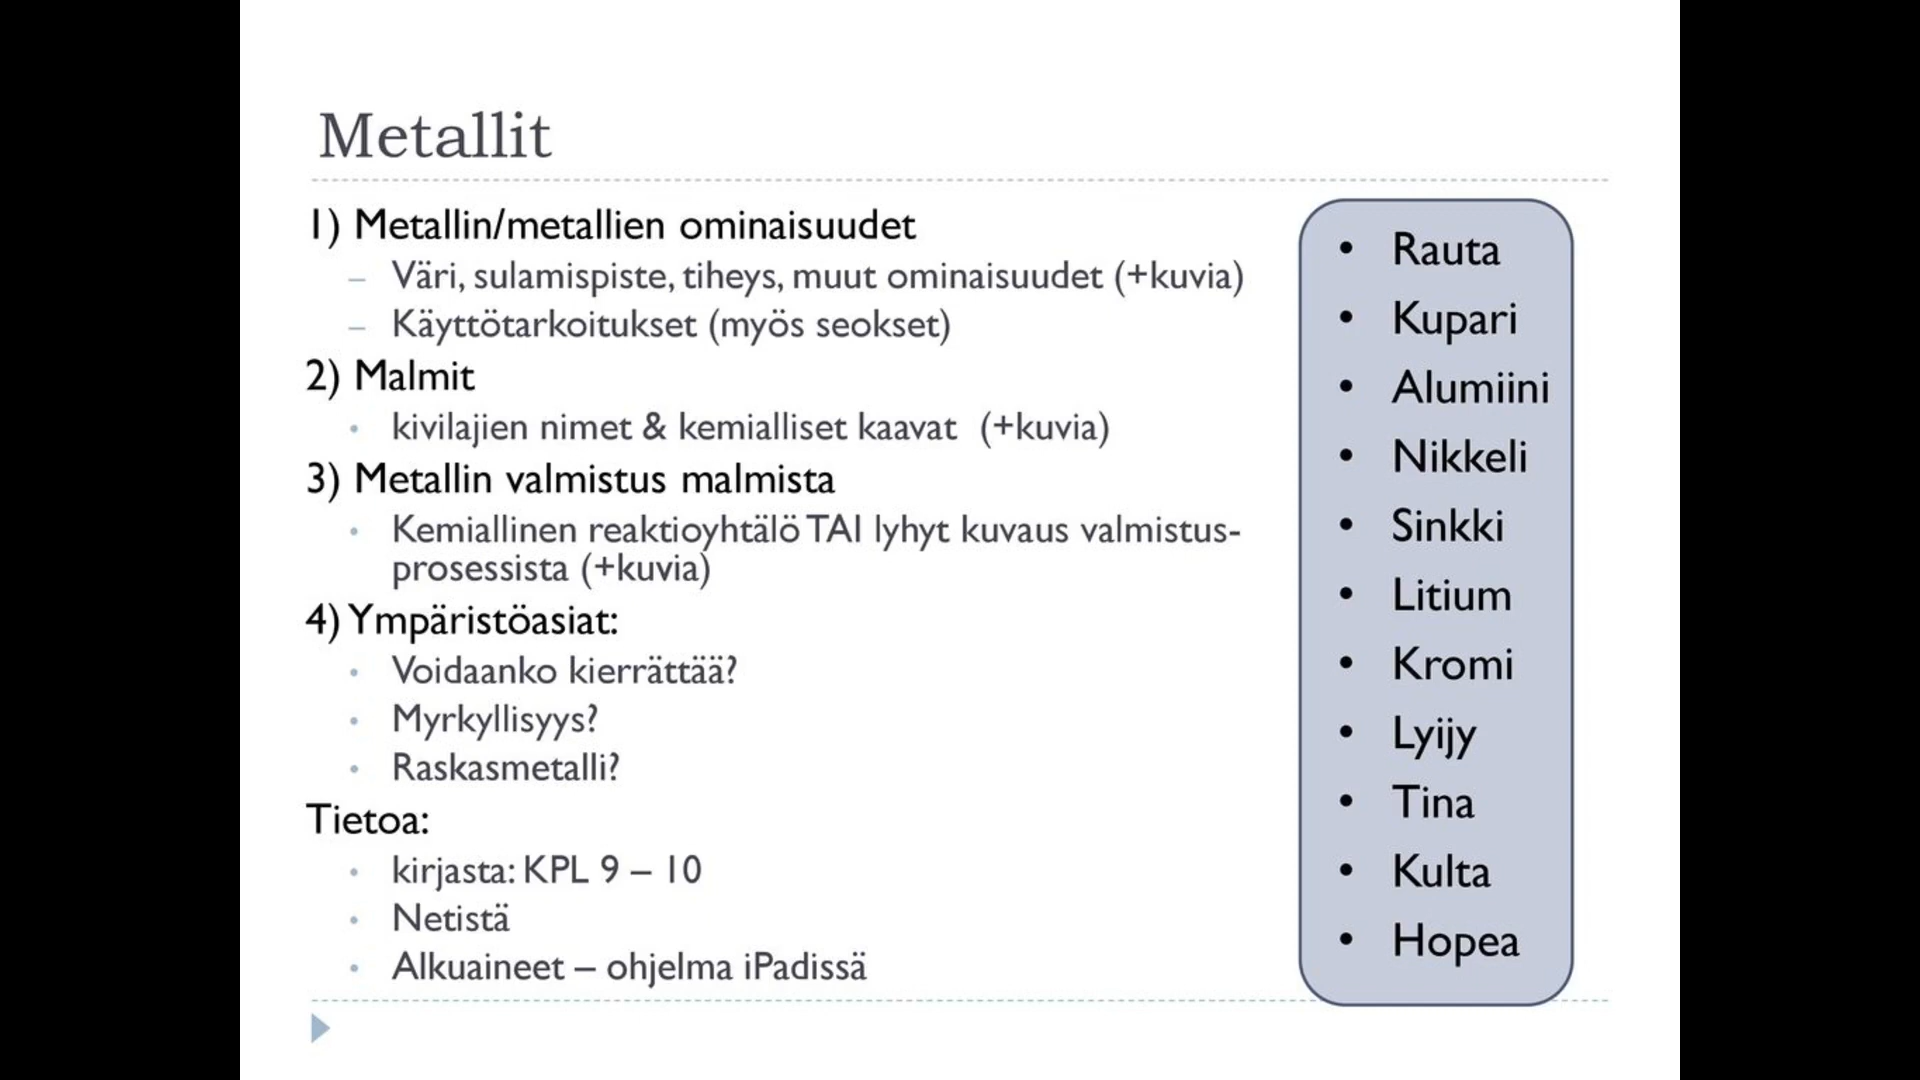 Metallit
1) Metallin/metallien ominaisuudet
– Väri, sulamispiste, tiheys, muut ominaisuudet (+kuvia)
– Käyttötarkoitukset (myös seokset)
2) Malmit
• kivilajien nimet & kemialliset kaavat (+kuvia)
3) Metallin valmistus malmista
• Kemiallinen reaktioyhtälö TAI lyhyt kuvaus valmistus-
prosessista (+kuvia)
4) Ympäristöasiat:
• Voidaanko kierrättää?
• Myrkyllisyys?
• Raskasmetalli?
Tietoa:
• kirjasta: KPL 9 – 10
• Netistä
• Alkuaineet – ohjelma iPadissä
• Rauta
• Kupari
• Alumiini
• Nikkeli
• Sinkki
• Litium
• Kromi
• Lyijy
• Tina
• Kulta
• Hopea